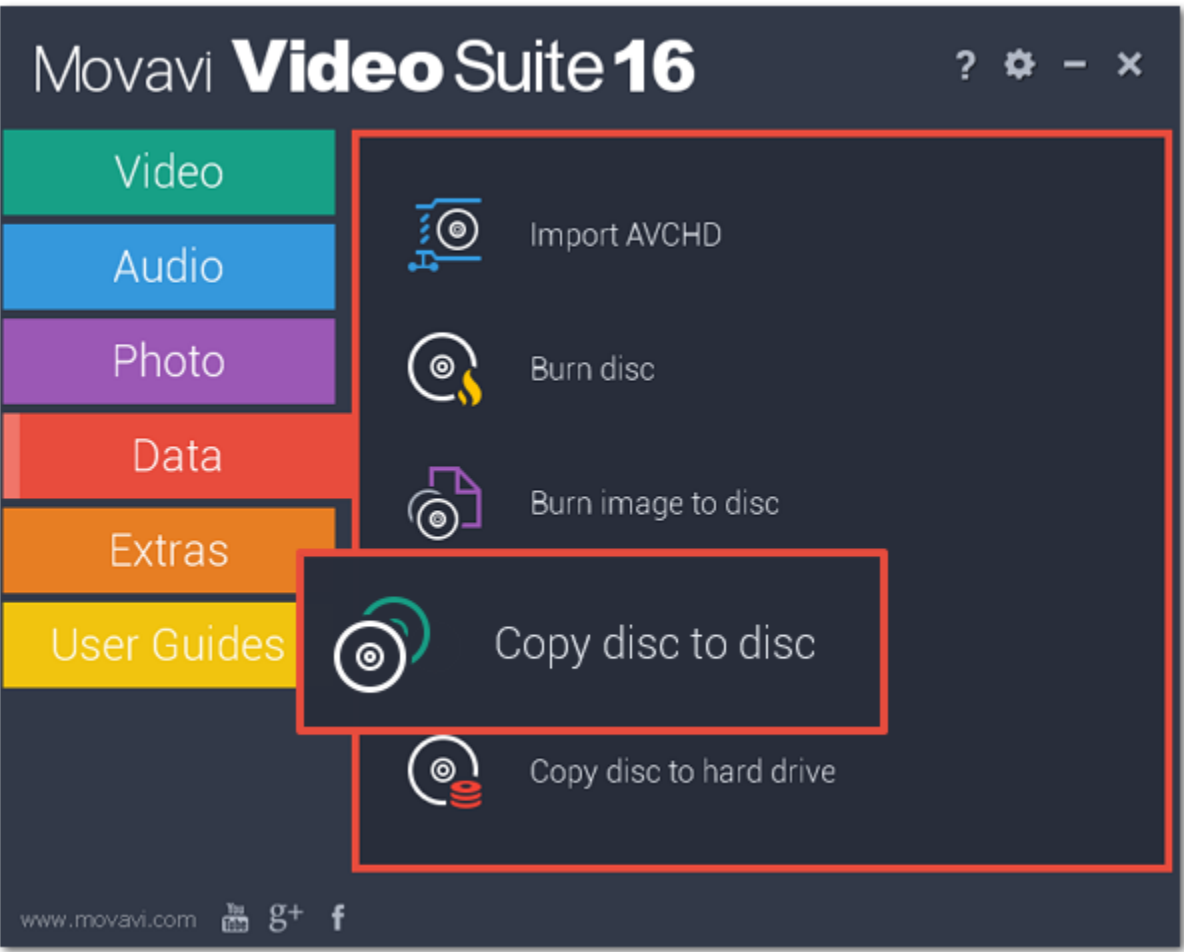 Movavi Video Suite 16
?
Video
Audio
Photo
Data
Extras
User Guides
Import AVCHD
Burn disc
Burn image to disc
Copy disc to disc
Copy disc to hard drive
www.movavi.com You Tube g+ f